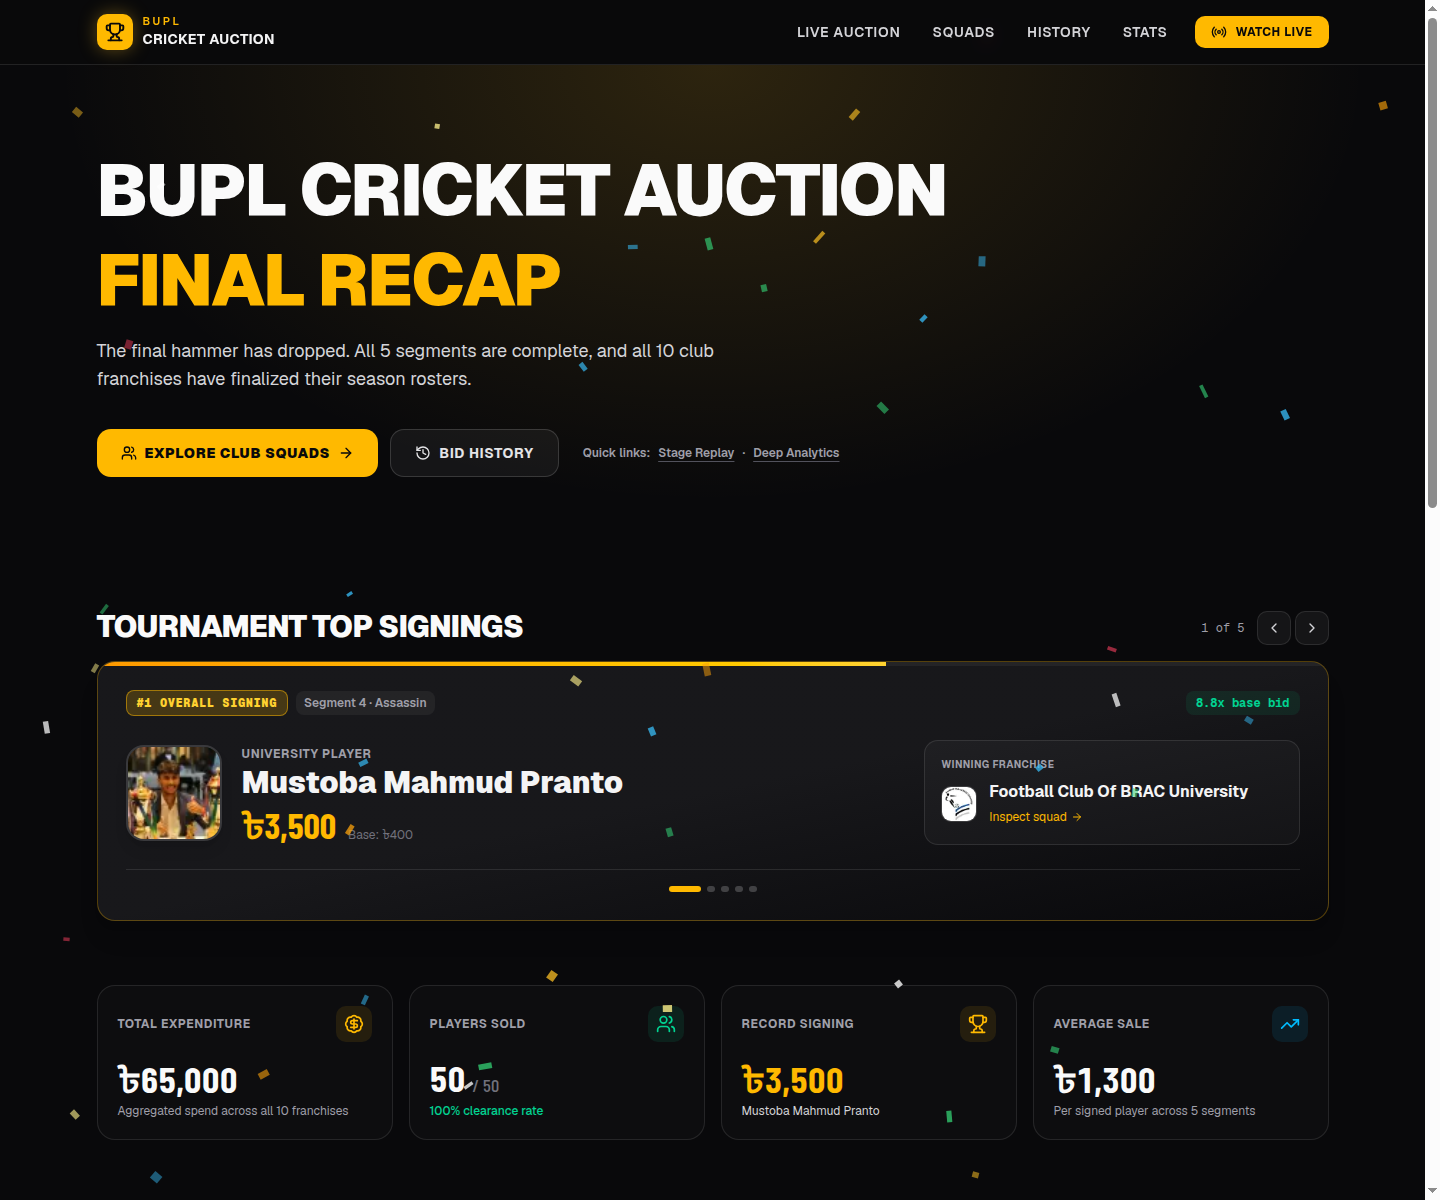 BUPL
CRICKET AUCTION
LIVE AUCTION
SQUADS
HISTORY
STATS
WATCH LIVE
BUPL CRICKET AUCTION
FINAL RECAP
The final hammer has dropped. All 5 segments are complete, and all 10 club
franchises have finalized their season rosters.
EXPLORE CLUB SQUADS →
BID HISTORY
Quick links: Stage Replay · Deep Analytics
TOURNAMENT TOP SIGNINGS
1 of 5
#1 OVERALL SIGNING
Segment 4 · Assassin
8.8x base bid
UNIVERSITY PLAYER
Mustoba Mahmud Pranto
৳3,500 Base: ৳400
WINNING FRANCHISE
Football Club Of BRAC University
Inspect squad →
TOTAL EXPENDITURE
৳65,000
Aggregated spend across all 10 franchises
PLAYERS SOLD
50 / 50
100% clearance rate
RECORD SIGNING
৳3,500
Mustoba Mahmud Pranto
AVERAGE SALE
৳1,300
Per signed player across 5 segments